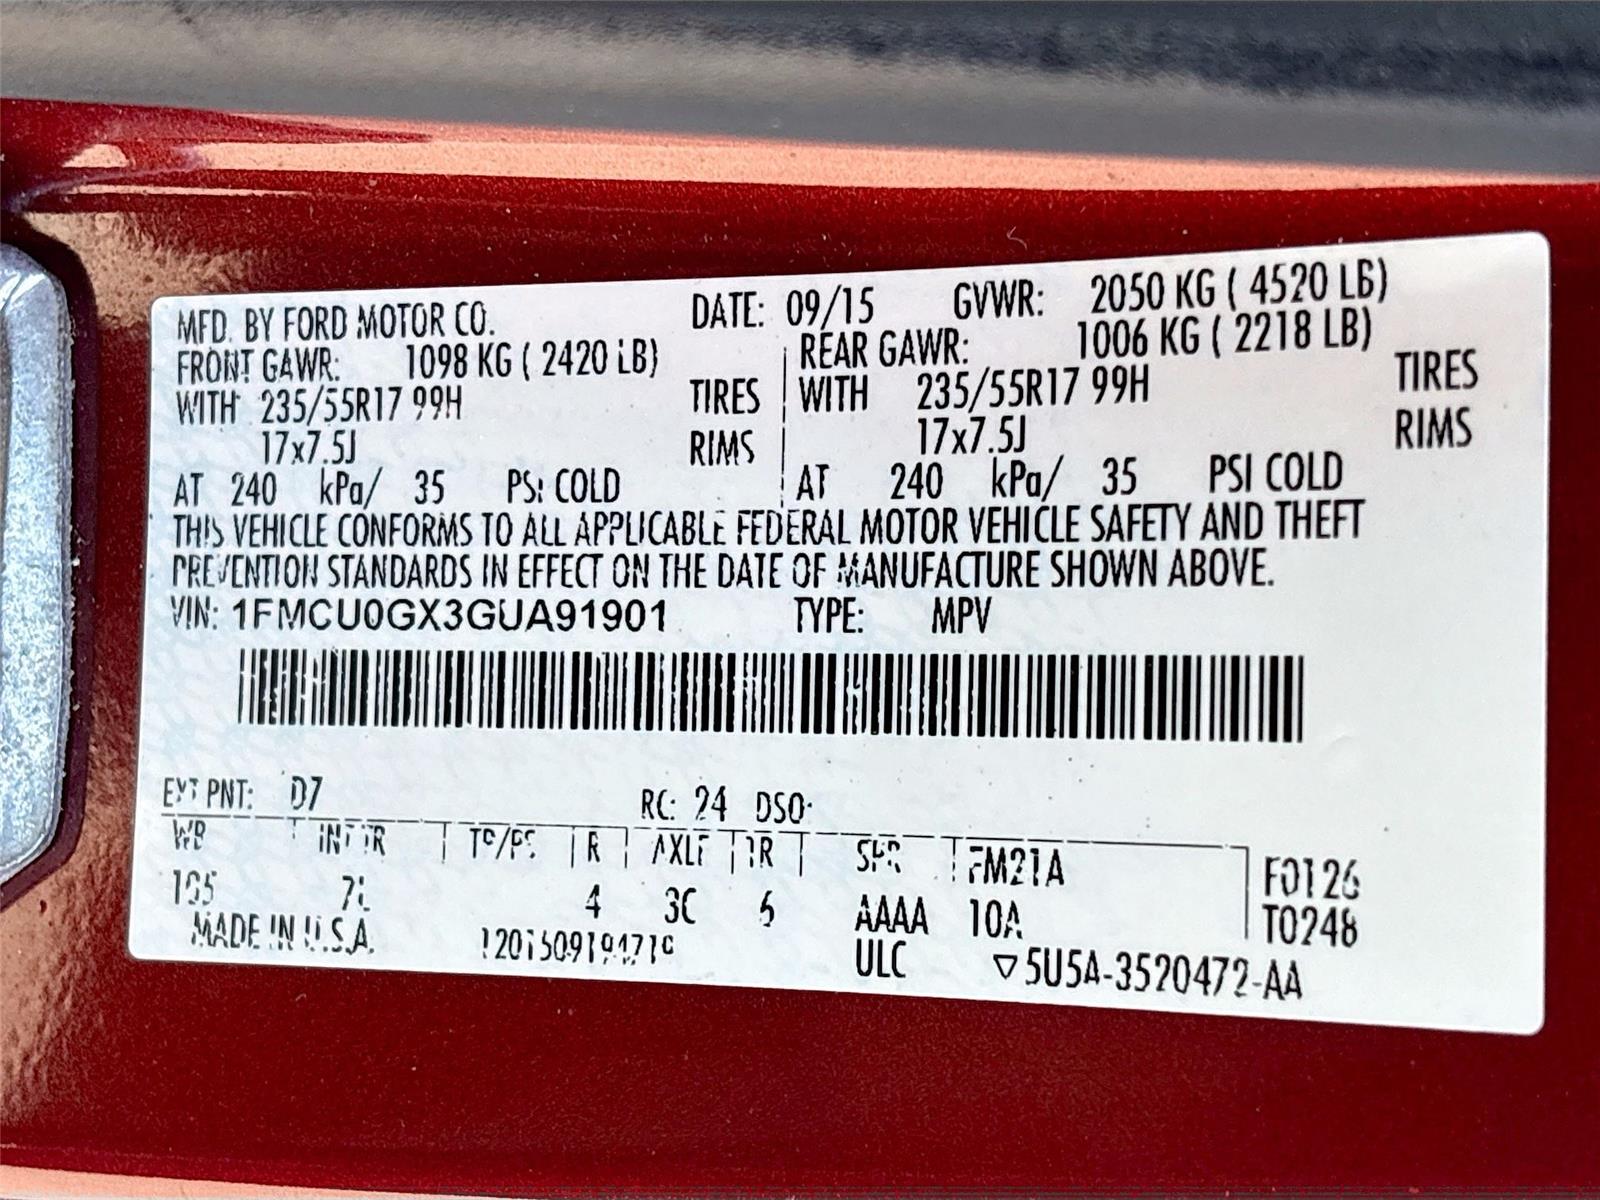 MFD. BY FORD MOTOR CO. DATE: 09/15 GVWR: 2050 KG ( 4520 LB)
FRONT GAWR: 1098 KG ( 2420 LB) REAR GAWR: 1006 KG ( 2218 LB)
WITH 235/55R17 99H TIRES WITH 235/55R17 99H TIRES
17x7.5J RIMS 17x7.5J RIMS
AT 240 kPa/ 35 PSI COLD AT 240 kPa/ 35 PSI COLD
THIS VEHICLE CONFORMS TO ALL APPLICABLE FEDERAL MOTOR VEHICLE SAFETY AND THEFT
PREVENTION STANDARDS IN EFFECT ON THE DATE OF MANUFACTURE SHOWN ABOVE.
VIN: 1FMCU0GX3GUA91901 TYPE: MPV
EXT PNT: D7 RC: 24 DSO:
WB INT TR TP/PS R AXLE TR SPR FM21A F0126
105 7L 4 3C 6 AAAA 10A T0248
MADE IN U.S.A. ULC ▽5U5A-3520472-AA